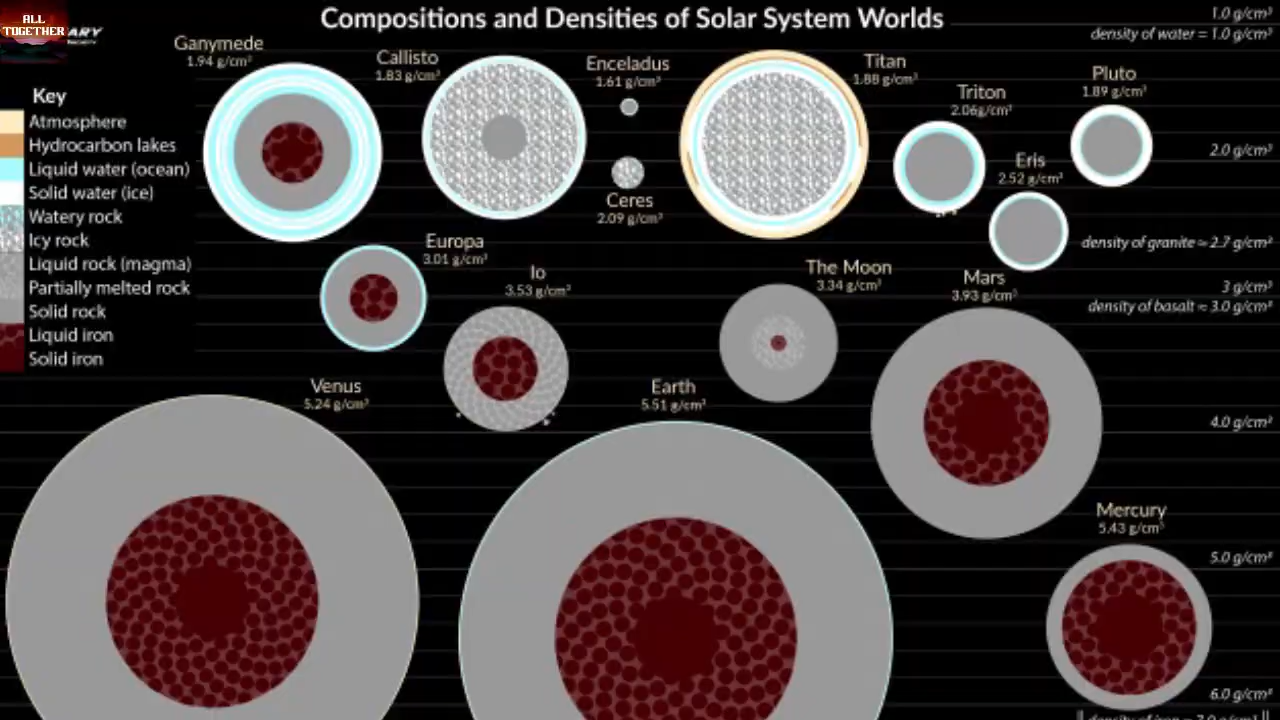 Compositions and Densities of Solar System Worlds
ALL
TOGETHER
1.0 g/cm³
density of water = 1.0 g/cm³
Ganymede
1.94 g/cm³
Callisto
1.83 g/cm³
Enceladus
1.61 g/cm³
Titan
1.88 g/cm³
Triton
2.06g/cm³
Pluto
1.89 g/cm³
Key
Atmosphere
Hydrocarbon lakes
Liquid water (ocean)
Solid water (ice)
Watery rock
Icy rock
Liquid rock (magma)
Partially melted rock
Solid rock
Liquid iron
Solid iron
2.0 g/cm³
Eris
2.52 g/cm³
Ceres
2.09 g/cm³
density of granite ≈ 2.7 g/cm³
Europa
3.01 g/cm³
Io
3.53 g/cm³
The Moon
3.34 g/cm³
Mars
3.93 g/cm³
3 g/cm³
density of basalt ≈ 3.0 g/cm³
Venus
5.24 g/cm³
Earth
5.51 g/cm³
4.0 g/cm³
Mercury
5.43 g/cm³
5.0 g/cm³
6.0 g/cm³